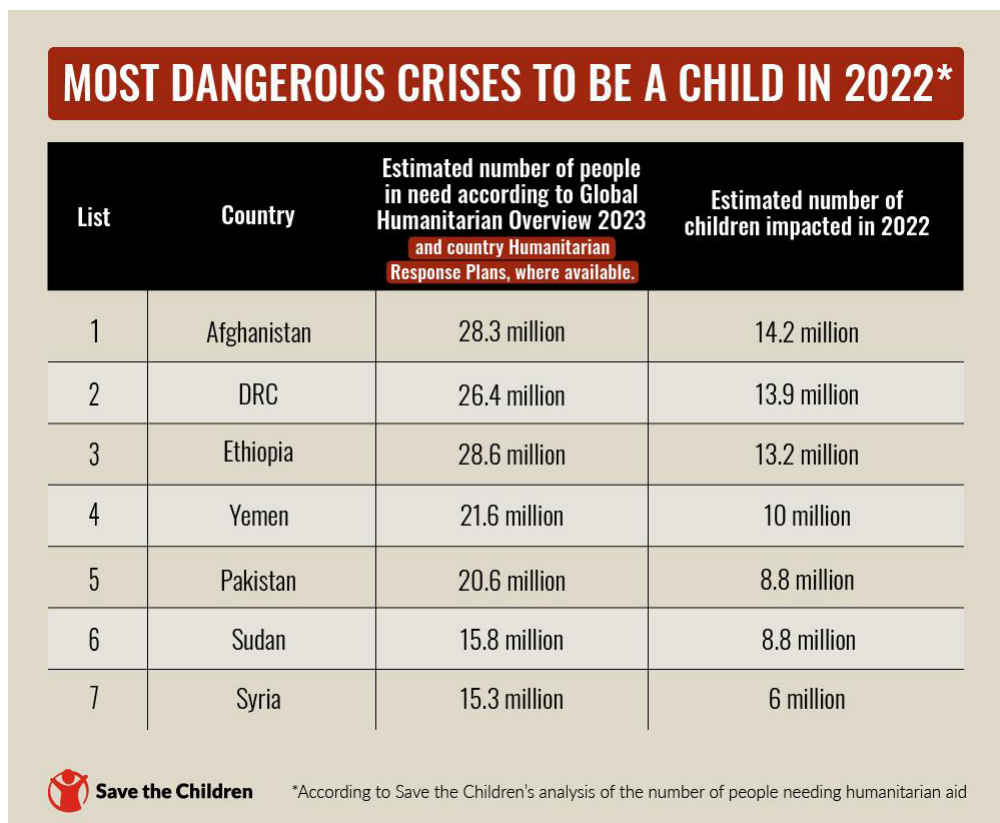 MOST DANGEROUS CRISES TO BE A CHILD IN 2022*
List
Country
Estimated number of people
in need according to Global
Humanitarian Overview 2023
and country Humanitarian
Response Plans, where available.
Estimated number of
children impacted in 2022
1 Afghanistan 28.3 million 14.2 million
2 DRC 26.4 million 13.9 million
3 Ethiopia 28.6 million 13.2 million
4 Yemen 21.6 million 10 million
5 Pakistan 20.6 million 8.8 million
6 Sudan 15.8 million 8.8 million
7 Syria 15.3 million 6 million
Save the Children
*According to Save the Children’s analysis of the number of people needing humanitarian aid